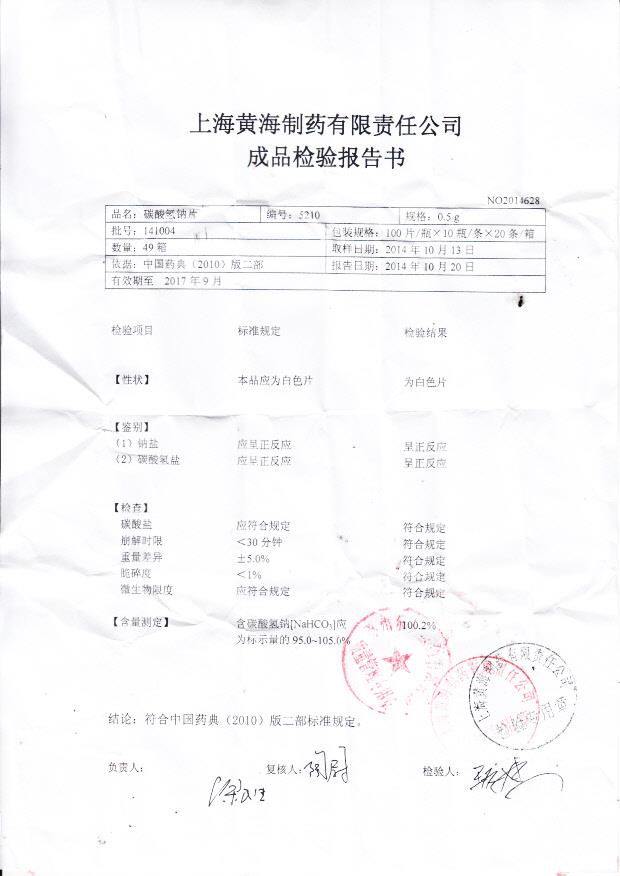 上海黄海制药有限责任公司
成品检验报告书
NO2014628
品名：碳酸氢钠片 编号：5210 规格：0.5g
批号：141004 包装规格：100片/瓶×10瓶/条×20条/箱
数量：49箱 取样日期：2014年10月13日
依据：中国药典（2010）版二部 报告日期：2014年10月20日
有效期至 2017年9月
检验项目 标准规定 检验结果
【性状】 本品应为白色片 为白色片
【鉴别】
（1）钠盐 应呈正反应 呈正反应
（2）碳酸氢盐 应呈正反应 呈正反应
【检查】
碳酸盐 应符合规定 符合规定
崩解时限 ＜30分钟 符合规定
重量差异 ±5.0% 符合规定
脆碎度 ＜1% 符合规定
微生物限度 应符合规定 符合规定
【含量测定】 含碳酸氢钠[NaHCO₃]应 100.2%
为标示量的95.0~105.0%
上海黄海制药有限责任公司
结论：符合中国药典（2010）版二部标准规定。
负责人： 复核人： 检验人：